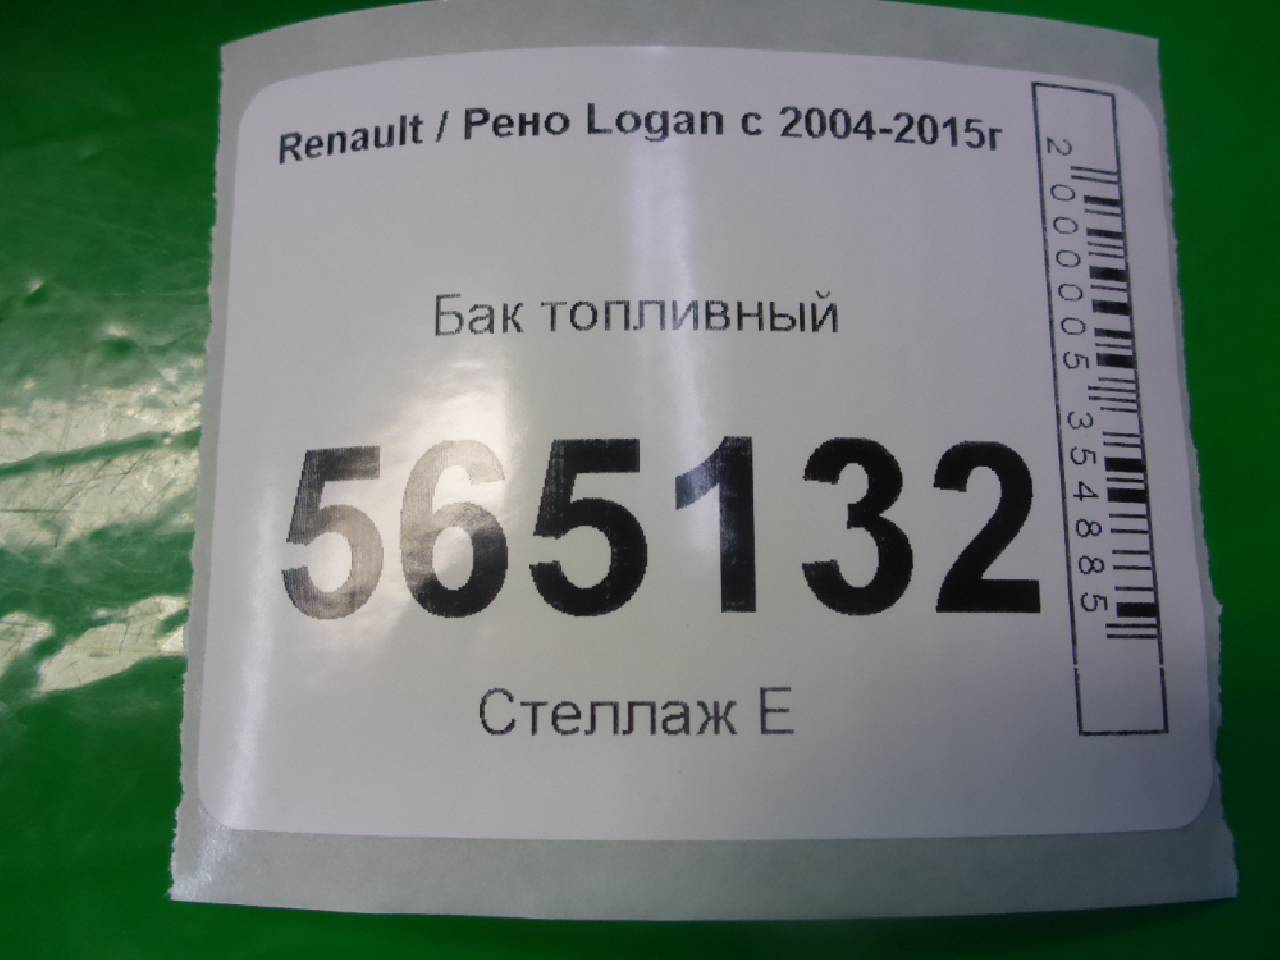 Renault / Рено Logan с 2004-2015г
Бак топливный
565132
Стеллаж Е
2000005354885